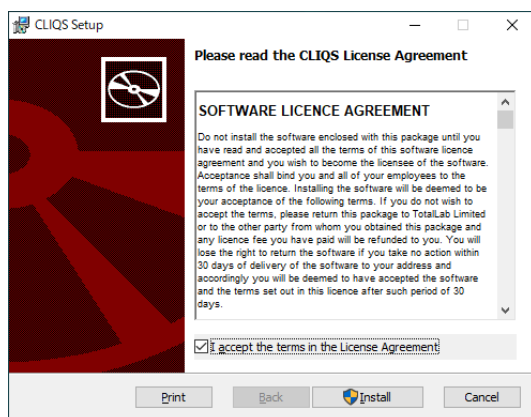 CLIQS Setup
Please read the CLIQS License Agreement
SOFTWARE LICENCE AGREEMENT
Do not install the software enclosed with this package until you
have read and accepted all the terms of this software licence
agreement and you wish to become the licensee of the software.
Acceptance shall bind you and all of your employees to the
terms of the licence. Installing the software will be deemed to be
your acceptance of the following terms. If you do not wish to
accept the terms, please return this package to TotalLab Limited
or to the other party from whom you obtained this package and
any licence fee you have paid will be refunded to you. You will
lose the right to return the software if you take no action within
30 days of delivery of the software to your address and
accordingly you will be deemed to have accepted the software
and the terms set out in this licence after such period of 30
days.
I accept the terms in the License Agreement
Print
Back
Install
Cancel